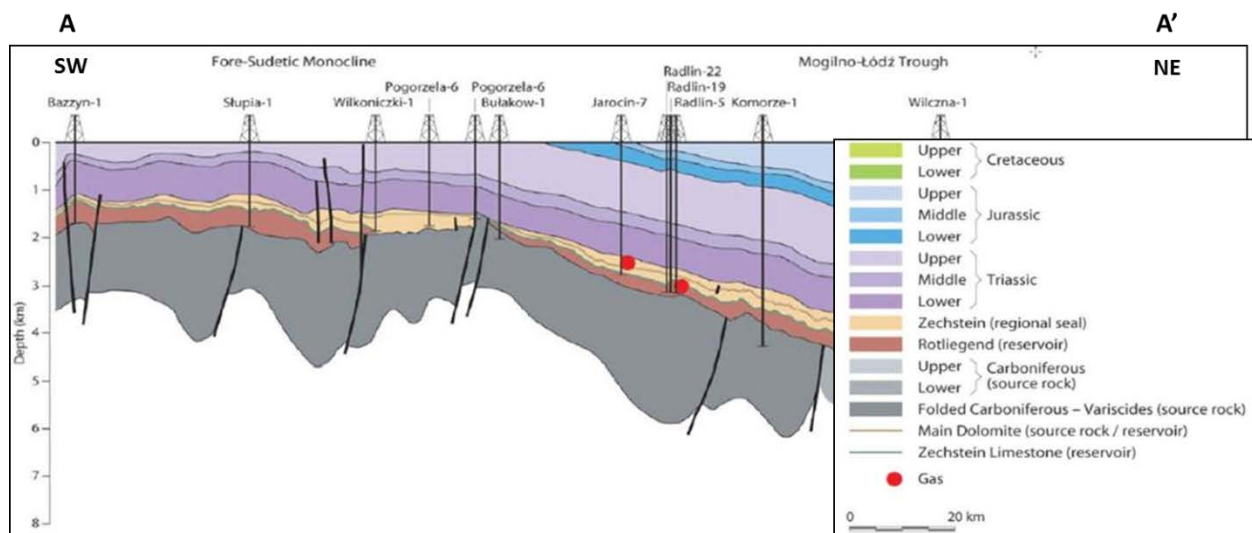 A A’
SW Fore-Sudetic Monocline Mogilno-Łódź Trough NE
Radlin-22
Pogorzela-6 Pogorzela-6 Radlin-19
Bazzyn-1 Słupia-1 Wilkoniczki-1 Bułakow-1 Jarocin-7 Radlin-5 Komorze-1 Wilczna-1
0
1
2
3
4
5
6
7
8
Depth (km)
Upper
Lower
Cretaceous
Upper
Middle
Lower
Jurassic
Upper
Middle
Lower
Triassic
Zechstein (regional seal)
Rotliegend (reservoir)
Upper
Lower
Carboniferous
(source rock)
Folded Carboniferous – Variscides (source rock)
Main Dolomite (source rock / reservoir)
Zechstein Limestone (reservoir)
Gas
0 20 km